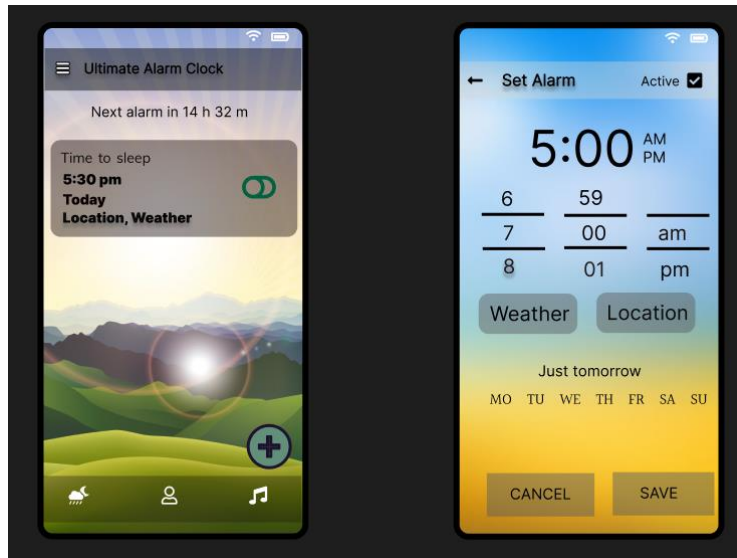 Ultimate Alarm Clock
Next alarm in 14 h 32 m
Time to sleep
5:30 pm
Today
Location, Weather
Set Alarm Active
5:00 AM
PM
6 59
7 00 am
8 01 pm
Weather Location
Just tomorrow
MO TU WE TH FR SA SU
CANCEL SAVE